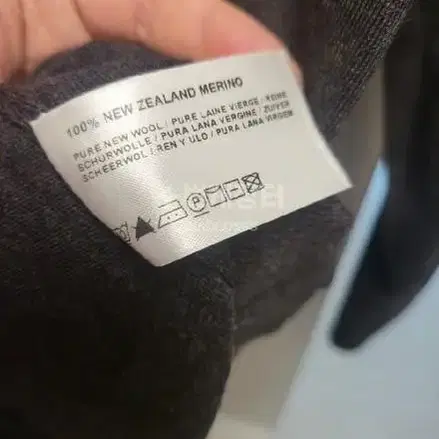 100% NEW ZEALAND MERINO
PURE NEW WOOL / PURE LAINE VIERGE / REINE
SCHURWOLLE / PURA LANA VERGINE / ZUIVER
SCHEERWOL / REN Y ULD / PURA LANA VIRGEN
P